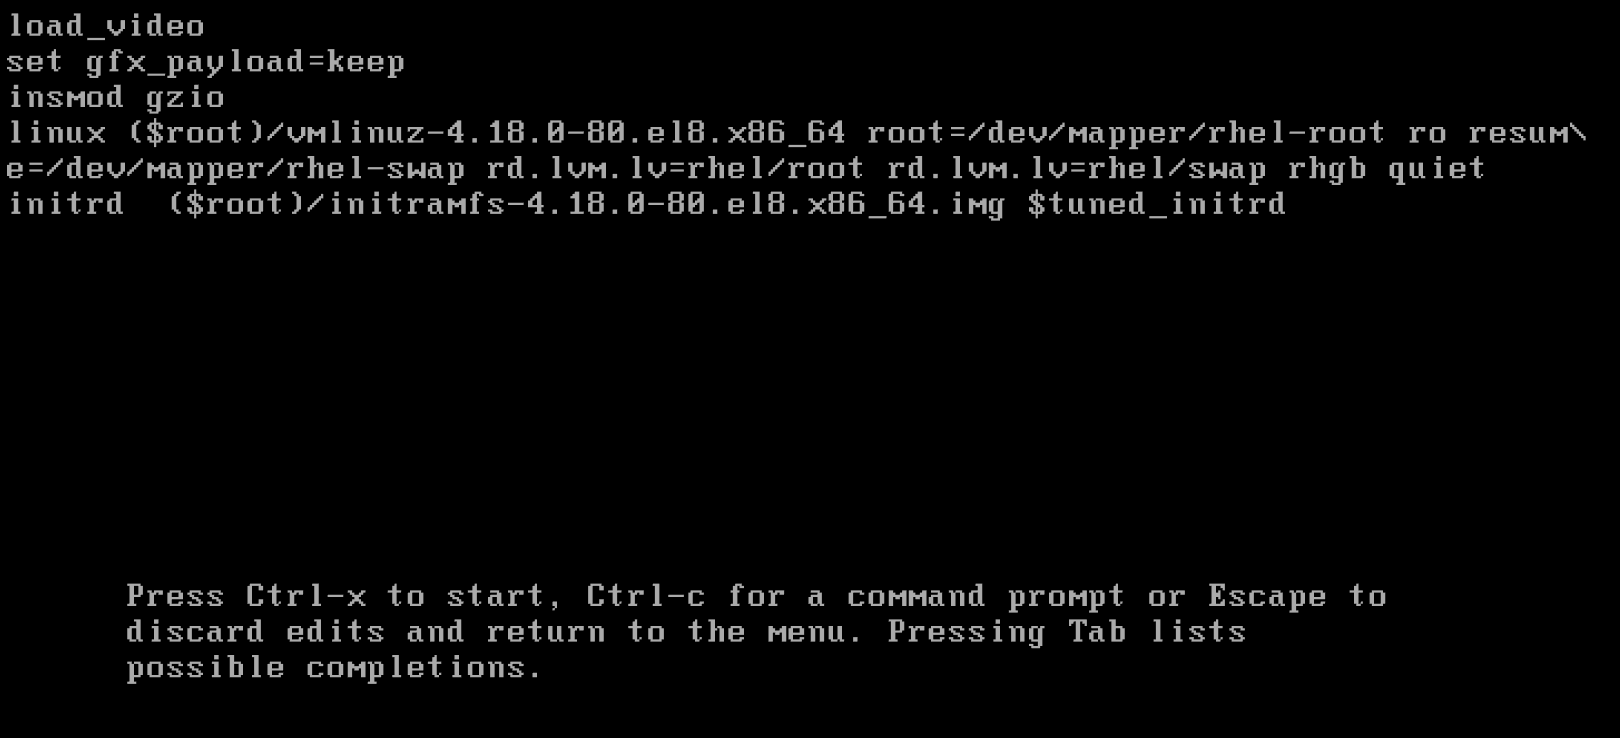 load_video
set gfx_payload=keep
insmod gzio
linux ($root)/vmlinuz-4.18.0-80.el8.x86_64 root=/dev/mapper/rhel-root ro resum\
e=/dev/mapper/rhel-swap rd.lvm.lv=rhel/root rd.lvm.lv=rhel/swap rhgb quiet
initrd  ($root)/initramfs-4.18.0-80.el8.x86_64.img $tuned_initrd
Press Ctrl-x to start, Ctrl-c for a command prompt or Escape to
discard edits and return to the menu. Pressing Tab lists
possible completions.